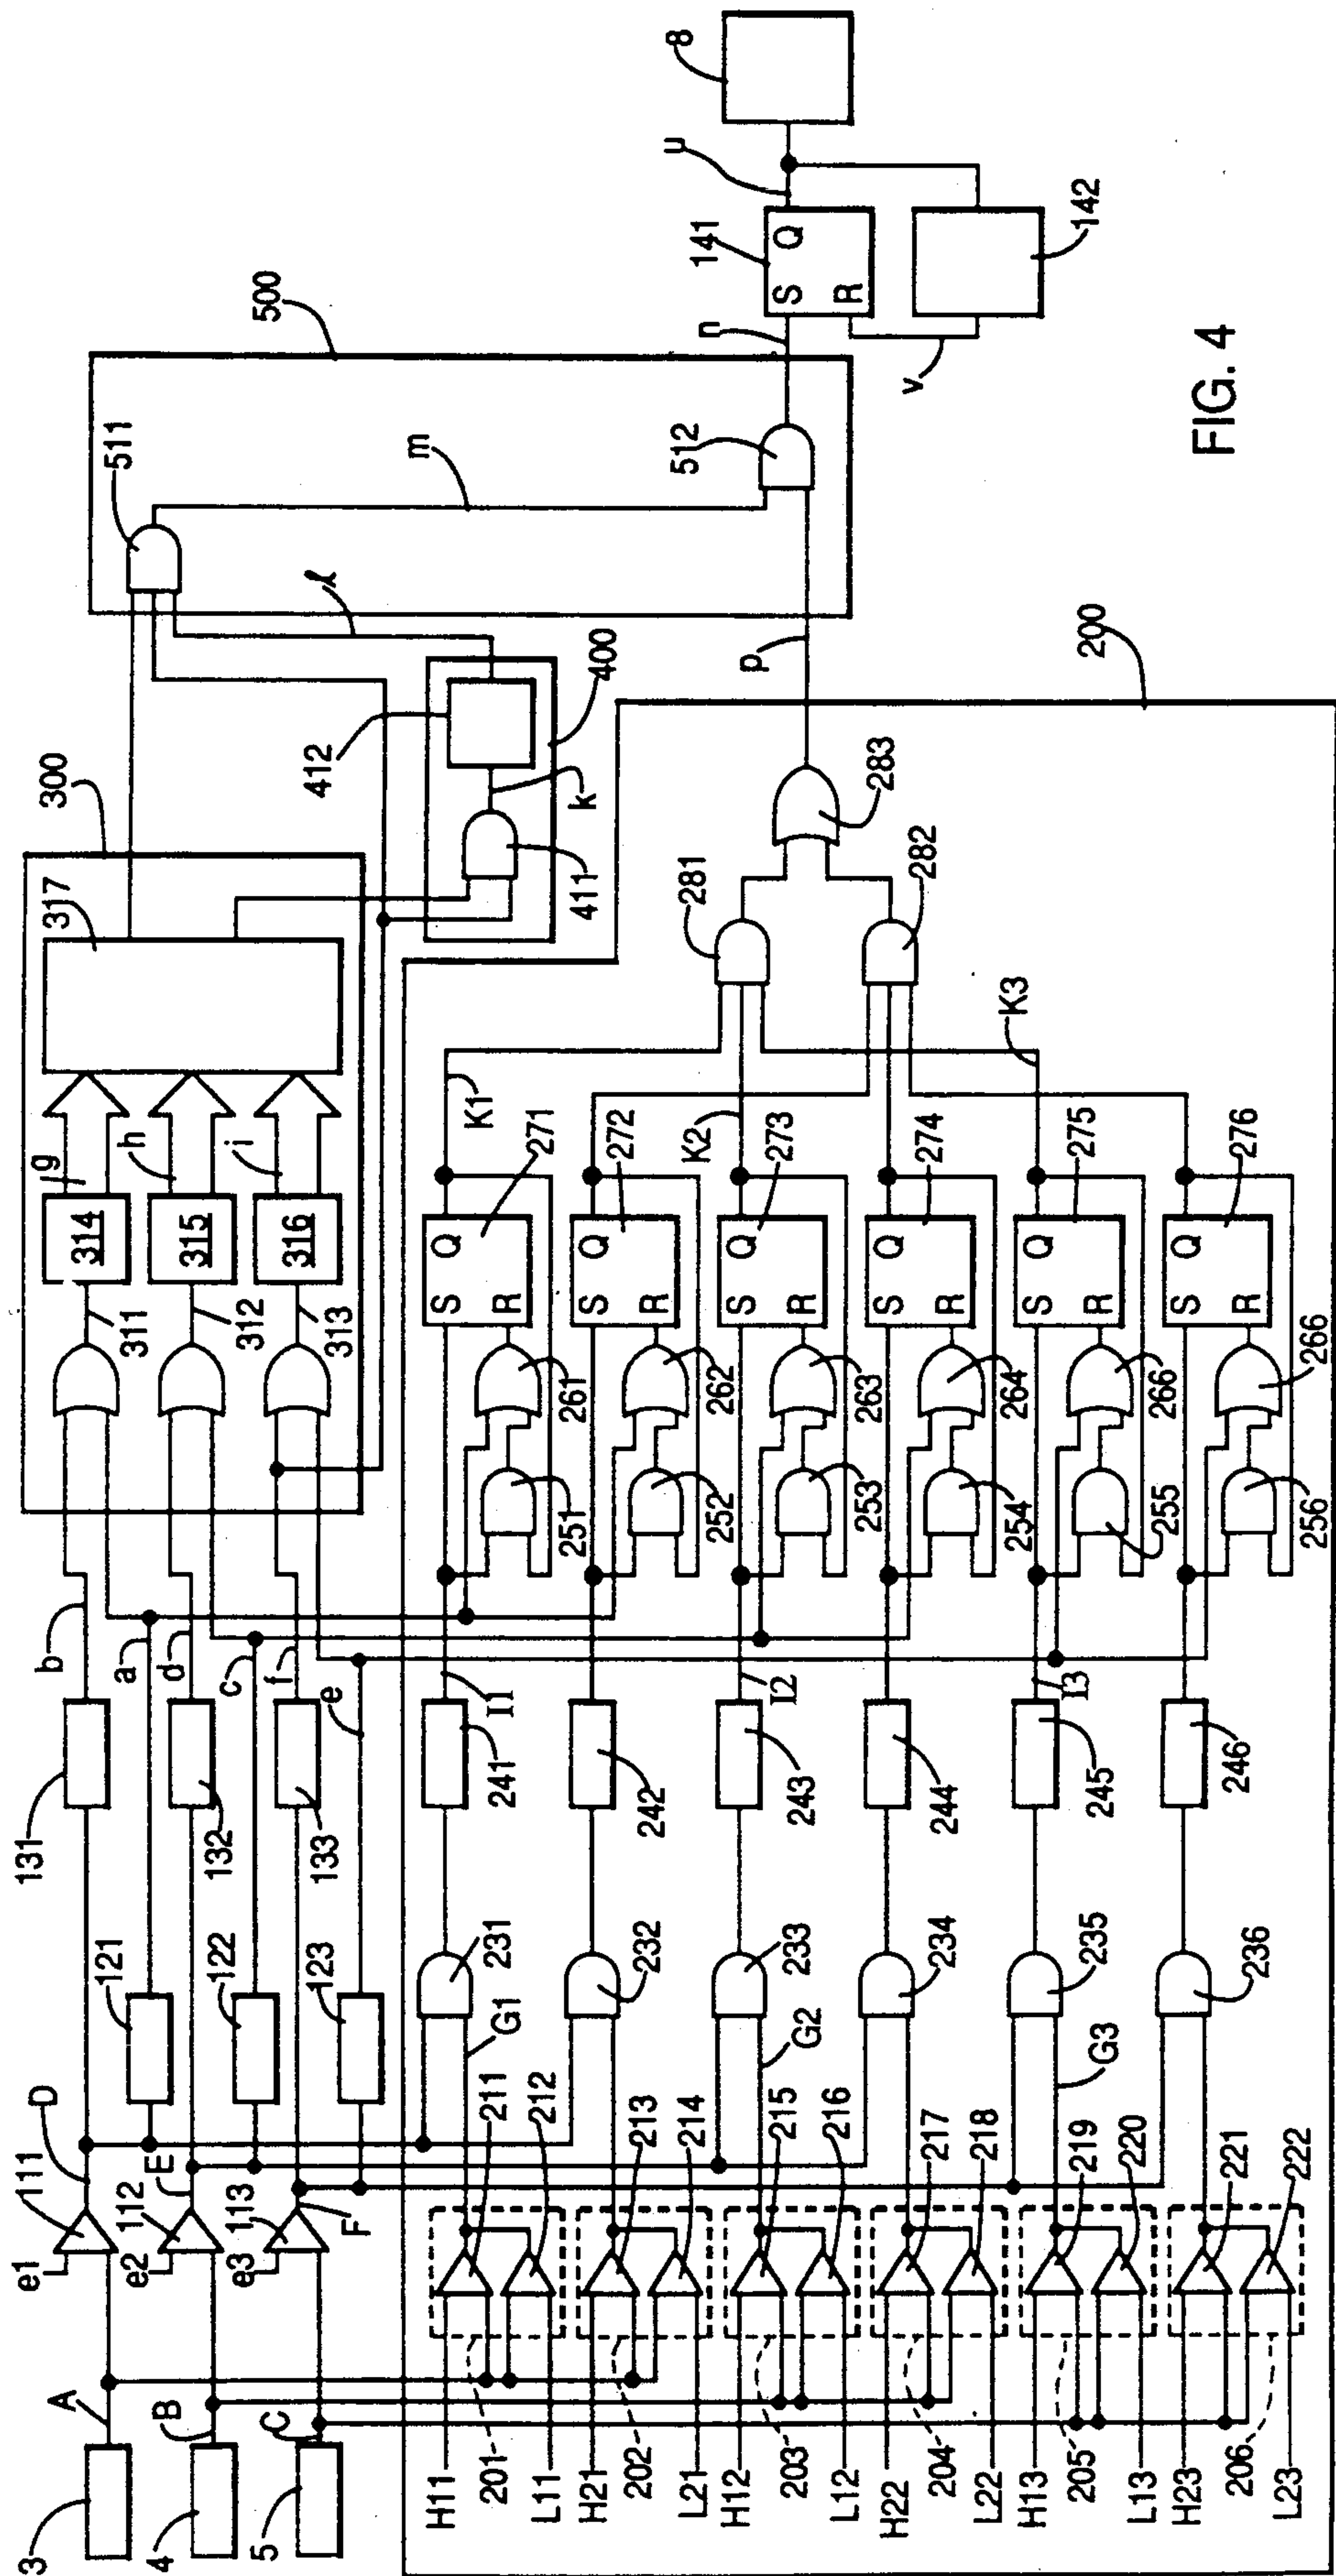 3
A
4
B
5
C
e1
111
D
e2
112
E
e3
113
F
121
122
123
131
132
133
b
a
d
c
f
e
311
312
313
314
315
316
g
h
i
317
300
411
k
412
400
ℓ
511
m
500
512
n
p
S
Q
R
141
u
v
142
8
H11
201
L11
H21
202
L21
H12
203
L12
H22
204
L22
H13
205
L13
H23
206
L23
211
212
213
214
215
216
217
218
219
220
221
222
G1
G2
G3
231
232
233
234
235
236
241
242
243
244
245
246
I1
I2
I3
251
252
253
254
255
256
261
262
263
264
266
266
S
Q
R
S
Q
R
S
Q
R
S
Q
R
S
Q
R
S
Q
R
271
272
273
274
275
276
K1
K2
K3
281
282
283
200
FIG. 4